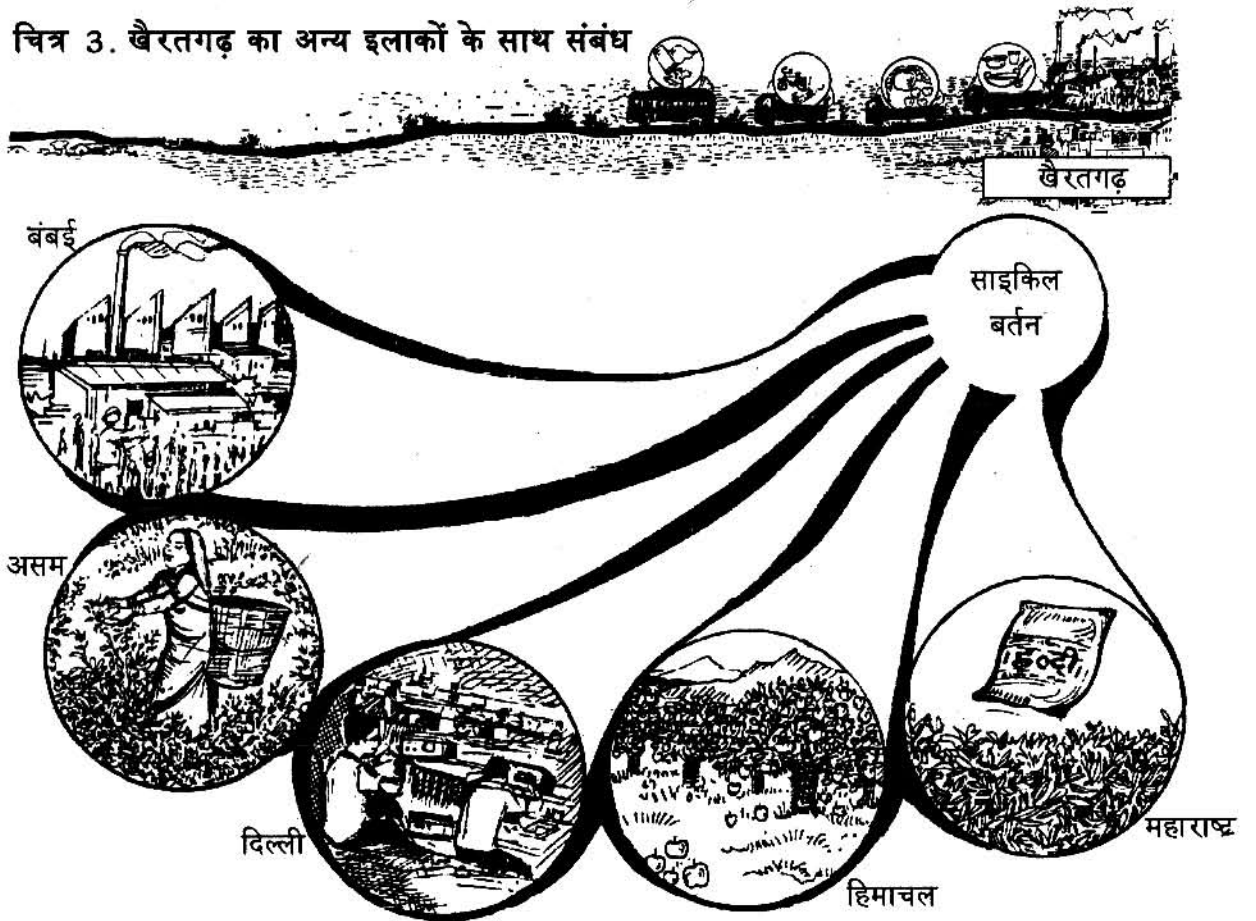 चित्र 3. खैरतगढ़ का अन्य इलाकों के साथ संबंध
खैरतगढ़
बंबई
साइकिल
बर्तन
असम
हल्दी
महाराष्ट्र
दिल्ली
हिमाचल